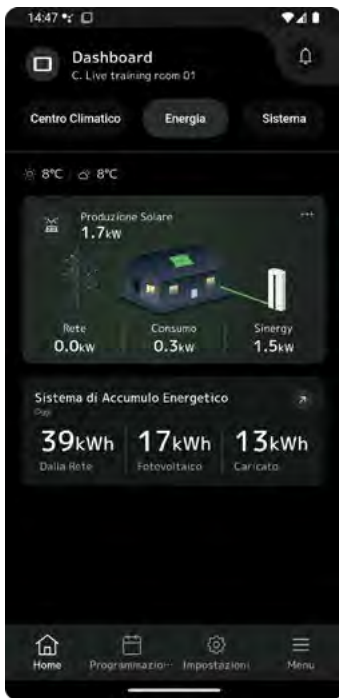 14:47
Dashboard
C. Live training room 01
Centro Climatico
Energia
Sistema
8°C
8°C
Produzione Solare
1.7kW
Rete
0.0kW
Consumo
0.3kW
Sinergy
1.5kW
Sistema di Accumulo Energetico
39kWh
Dalla Rete
17kWh
Fotovoltaico
13kWh
Caricato
Home
Programmazio...
Impostazioni
Menu